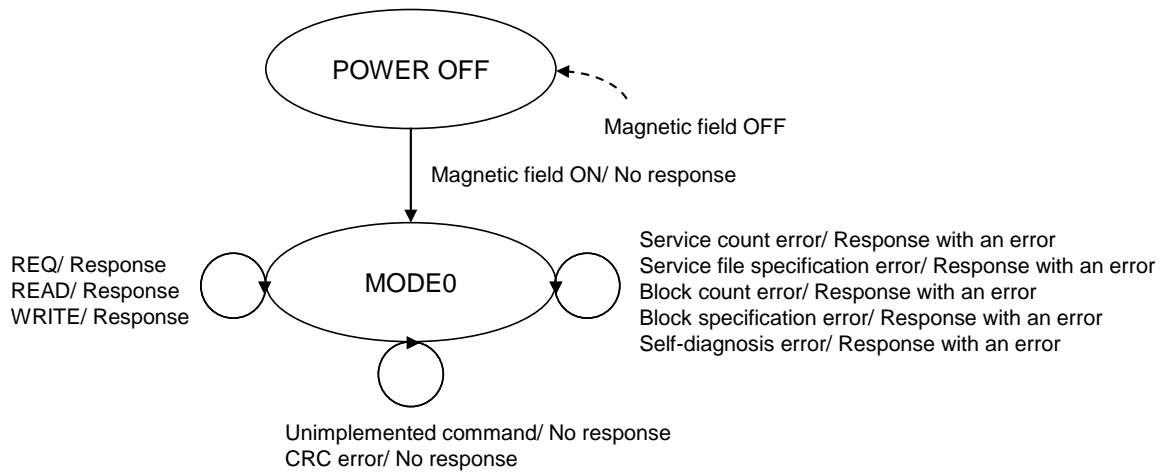 POWER OFF
Magnetic field OFF
Magnetic field ON/ No response
REQ/ Response
READ/ Response
WRITE/ Response
MODE0
Service count error/ Response with an error
Service file specification error/ Response with an error
Block count error/ Response with an error
Block specification error/ Response with an error
Self-diagnosis error/ Response with an error
Unimplemented command/ No response
CRC error/ No response